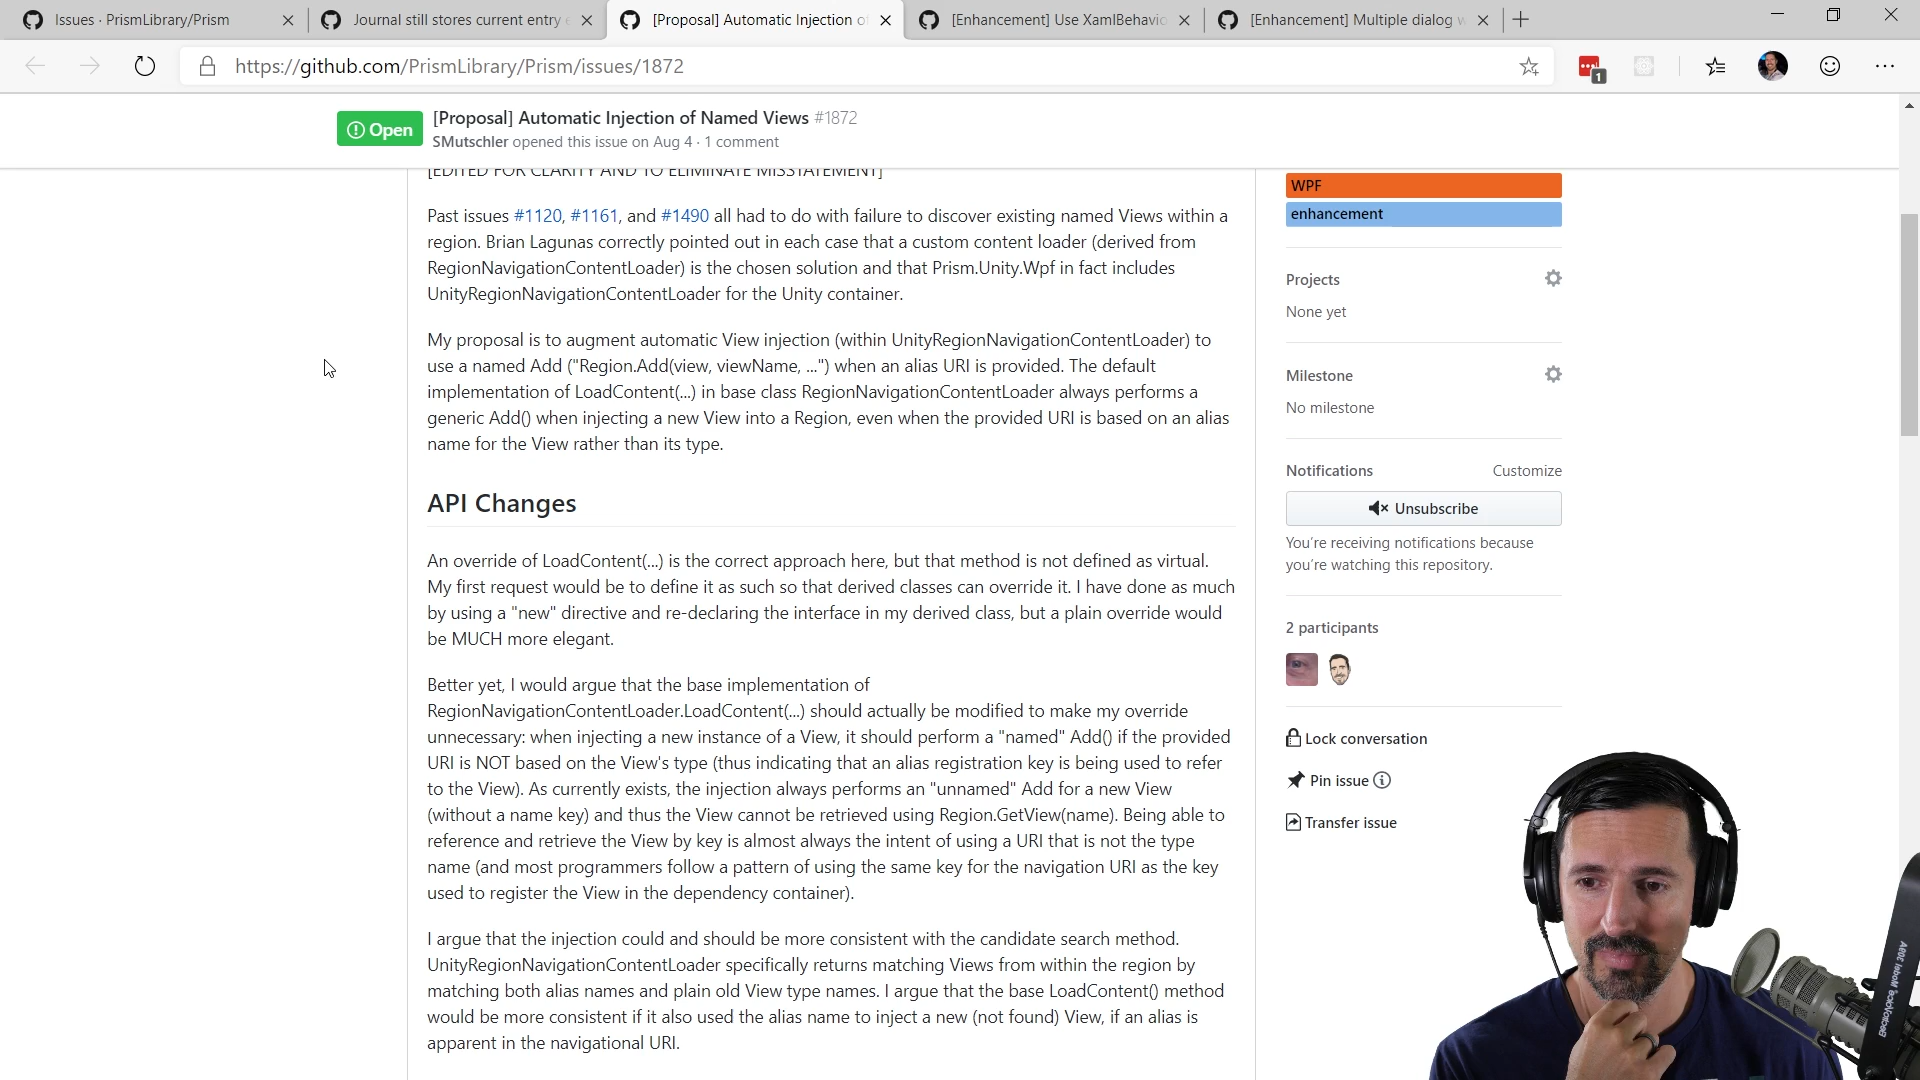 Issues · PrismLibrary/Prism
Journal still stores current entry
[Proposal] Automatic Injection of
[Enhancement] Use XamlBehavio
[Enhancement] Multiple dialog w
https://github.com/PrismLibrary/Prism/issues/1872
1
Open
[Proposal] Automatic Injection of Named Views #1872
SMutschler opened this issue on Aug 4 · 1 comment
[EDITED FOR CLARITY AND TO ELIMINATE MISSTATEMENT]
Past issues #1120, #1161, and #1490 all had to do with failure to discover existing named Views within a
region. Brian Lagunas correctly pointed out in each case that a custom content loader (derived from
RegionNavigationContentLoader) is the chosen solution and that Prism.Unity.Wpf in fact includes
UnityRegionNavigationContentLoader for the Unity container.
My proposal is to augment automatic View injection (within UnityRegionNavigationContentLoader) to
use a named Add ("Region.Add(view, viewName, ...") when an alias URI is provided. The default
implementation of LoadContent(...) in base class RegionNavigationContentLoader always performs a
generic Add() when injecting a new View into a Region, even when the provided URI is based on an alias
name for the View rather than its type.
API Changes
An override of LoadContent(...) is the correct approach here, but that method is not defined as virtual.
My first request would be to define it as such so that derived classes can override it. I have done as much
by using a "new" directive and re-declaring the interface in my derived class, but a plain override would
be MUCH more elegant.
Better yet, I would argue that the base implementation of
RegionNavigationContentLoader.LoadContent(...) should actually be modified to make my override
unnecessary: when injecting a new instance of a View, it should perform a "named" Add() if the provided
URI is NOT based on the View's type (thus indicating that an alias registration key is being used to refer
to the View). As currently exists, the injection always performs an "unnamed" Add for a new View
(without a name key) and thus the View cannot be retrieved using Region.GetView(name). Being able to
reference and retrieve the View by key is almost always the intent of using a URI that is not the type
name (and most programmers follow a pattern of using the same key for the navigation URI as the key
used to register the View in the dependency container).
I argue that the injection could and should be more consistent with the candidate search method.
UnityRegionNavigationContentLoader specifically returns matching Views from within the region by
matching both alias names and plain old View type names. I argue that the base LoadContent() method
would be more consistent if it also used the alias name to inject a new (not found) View, if an alias is
apparent in the navigational URI.
WPF
enhancement
Projects
None yet
Milestone
No milestone
Notifications
Customize
Unsubscribe
You're receiving notifications because
you're watching this repository.
2 participants
Lock conversation
Pin issue
Transfer issue